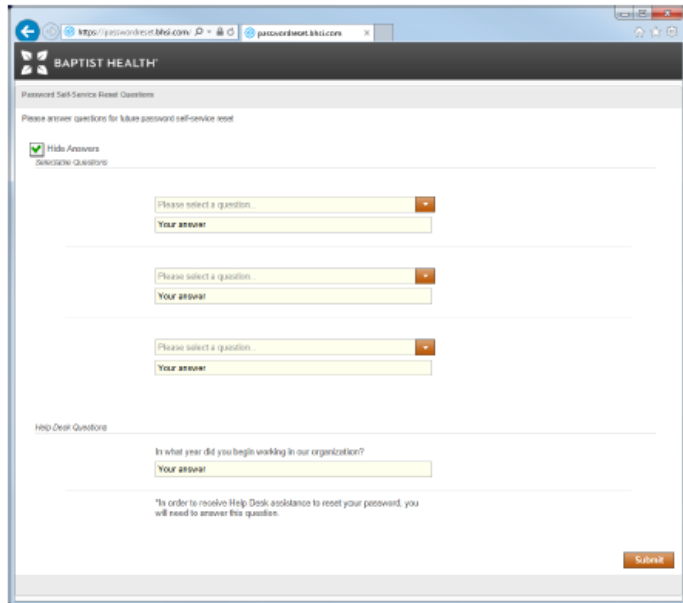 https://passwordreset.bhsi.com/
passwordreset.bhsi.com
BAPTIST HEALTH
Password Self-Service Reset Questions
Please answer questions for future password self-service reset
Hide Answers
Selectable Questions
Please select a question...
Your answer
Please select a question...
Your answer
Please select a question...
Your answer
Help Desk Questions
In what year did you begin working in our organization?
Your answer
*In order to receive Help Desk assistance to reset your password, you
will need to answer this question.
Submit